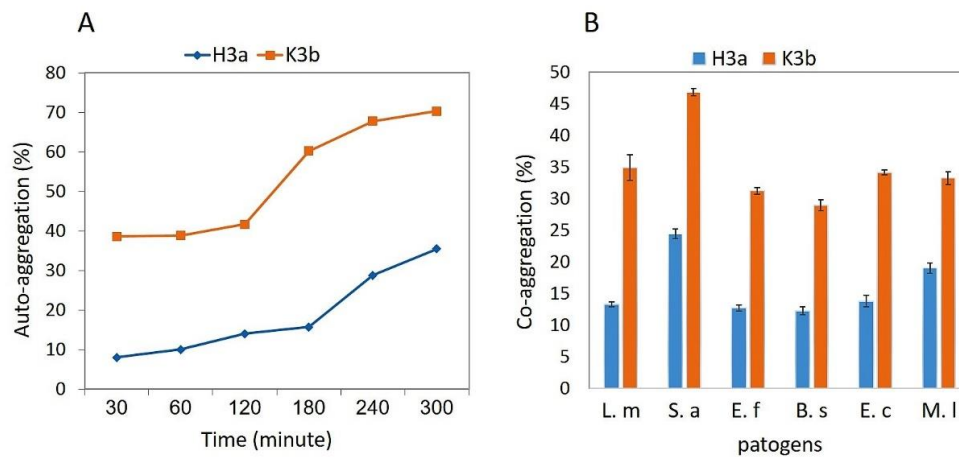 A
H3a K3b
Auto-aggregation (%)
80
70
60
50
40
30
20
10
0
30 60 120 180 240 300
Time (minute)
B
H3a K3b
Co-aggregation (%)
50
45
40
35
30
25
20
15
10
5
0
L. m S. a E. f B. s E. c M. l
patogens